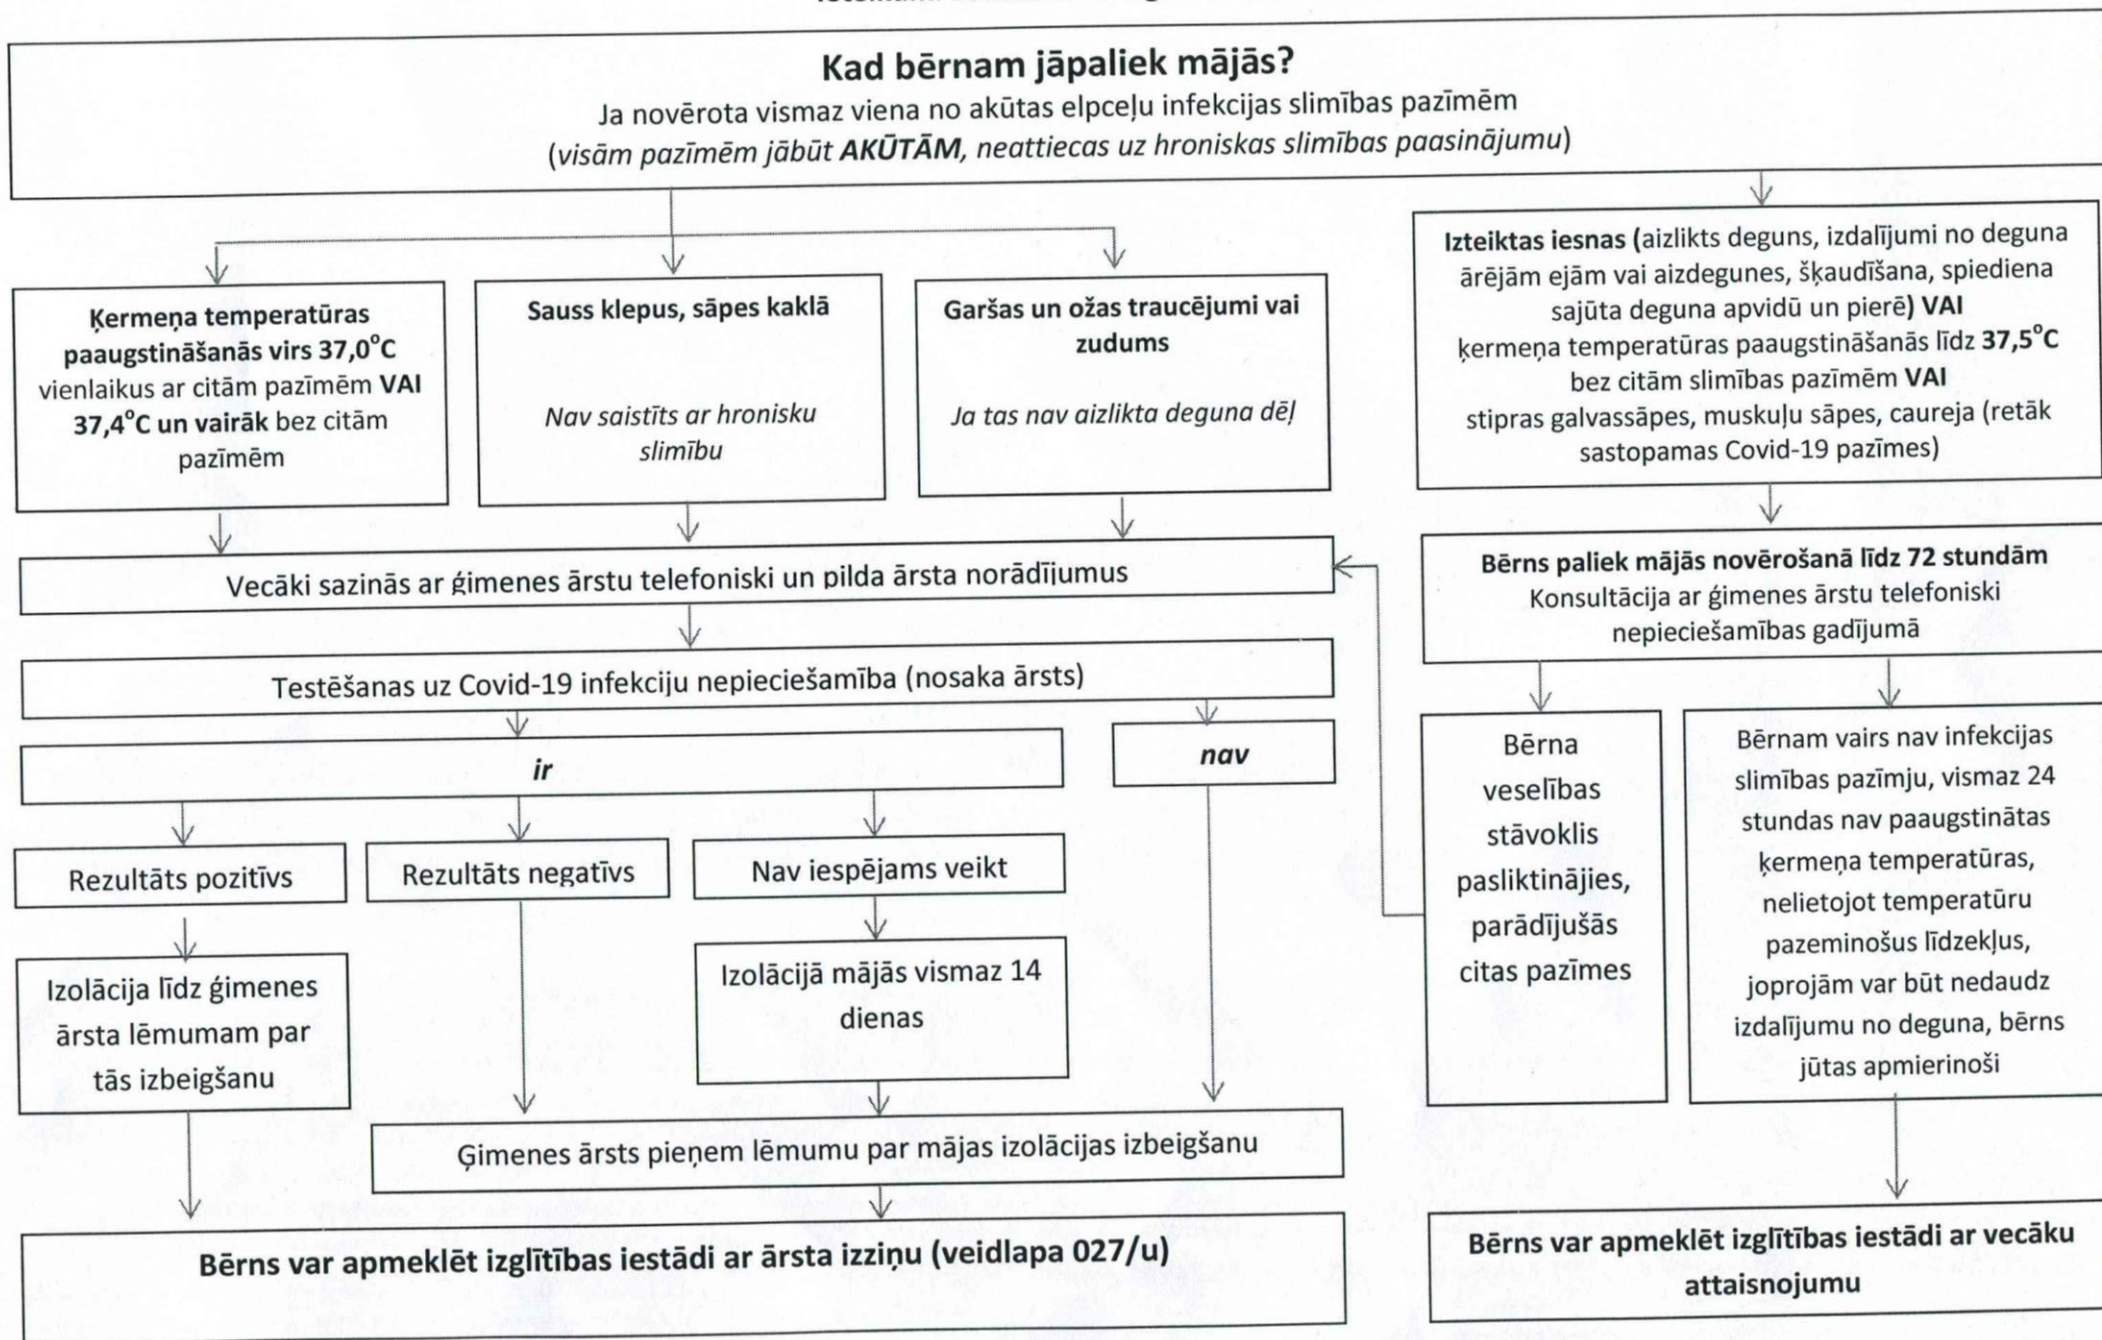 Kad bērnam jāpaliek mājās?
Ja novērota vismaz viena no akūtas elpceļu infekcijas slimības pazīmēm
(visām pazīmēm jābūt AKŪTĀM, neattiecas uz hroniskas slimības paasinājumu)
Ķermeņa temperatūras
paaugstināšanās virs 37,0°C
vienlaikus ar citām pazīmēm VAI
37,4°C un vairāk bez citām
pazīmēm
Sauss klepus, sāpes kaklā
Nav saistīts ar hronisku
slimību
Garšas un ožas traucējumi vai
zudums
Ja tas nav aizlikta deguna dēļ
Izteiktas iesnas (aizlikts deguns, izdalījumi no deguna
ārējām ejām vai aizdegunes, šķaudīšana, spiediena
sajūta deguna apvidū un pierē) VAI
ķermeņa temperatūras paaugstināšanās līdz 37,5°C
bez citām slimības pazīmēm VAI
stipras galvassāpes, muskuļu sāpes, caureja (retāk
sastopamas Covid-19 pazīmes)
Vecāki sazinās ar ģimenes ārstu telefoniski un pilda ārsta norādījumus
Bērns paliek mājās novērošanā līdz 72 stundām
Konsultācija ar ģimenes ārstu telefoniski
nepieciešamības gadījumā
Testēšanas uz Covid-19 infekciju nepieciešamība (nosaka ārsts)
ir
nav
Rezultāts pozitīvs
Rezultāts negatīvs
Nav iespējams veikt
Izolācija līdz ģimenes
ārsta lēmumam par
tās izbeigšanu
Izolācijā mājās vismaz 14
dienas
Bērna
veselības
stāvoklis
pasliktinājies,
parādījušās
citas pazīmes
Bērnam vairs nav infekcijas
slimības pazīmju, vismaz 24
stundas nav paaugstinātas
ķermeņa temperatūras,
nelietojot temperatūru
pazeminošus līdzekļus,
joprojām var būt nedaudz
izdalījumu no deguna, bērns
jūtas apmierinoši
Ģimenes ārsts pieņem lēmumu par mājas izolācijas izbeigšanu
Bērns var apmeklēt izglītības iestādi ar ārsta izziņu (veidlapa 027/u)
Bērns var apmeklēt izglītības iestādi ar vecāku
attaisnojumu